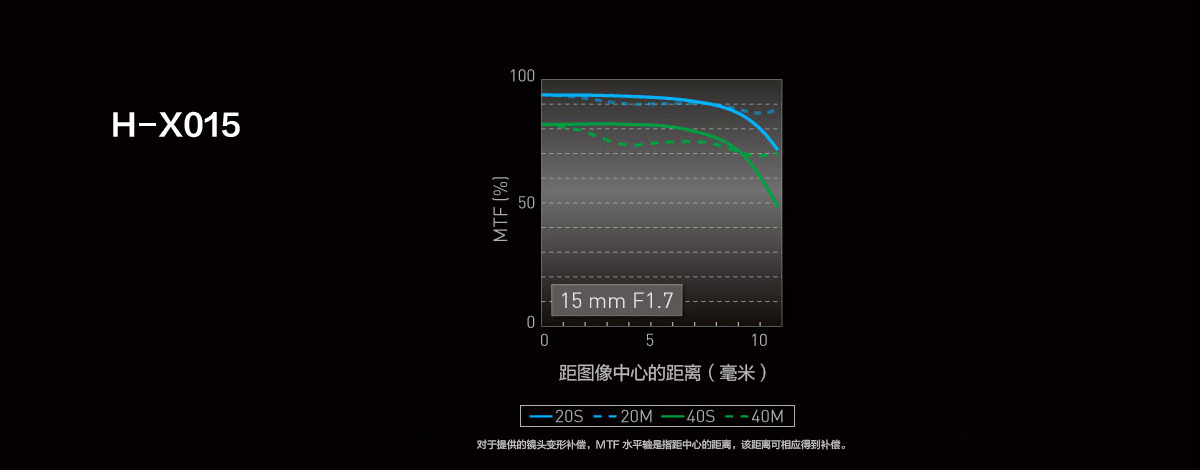 H-X015
100
MTF (%)
50
15 mm F1.7
0
0 5 10
距图像中心的距离（毫米）
20S 20M 40S 40M
对于提供的镜头变形补偿，MTF 水平轴是指距中心的距离，该距离可相应得到补偿。